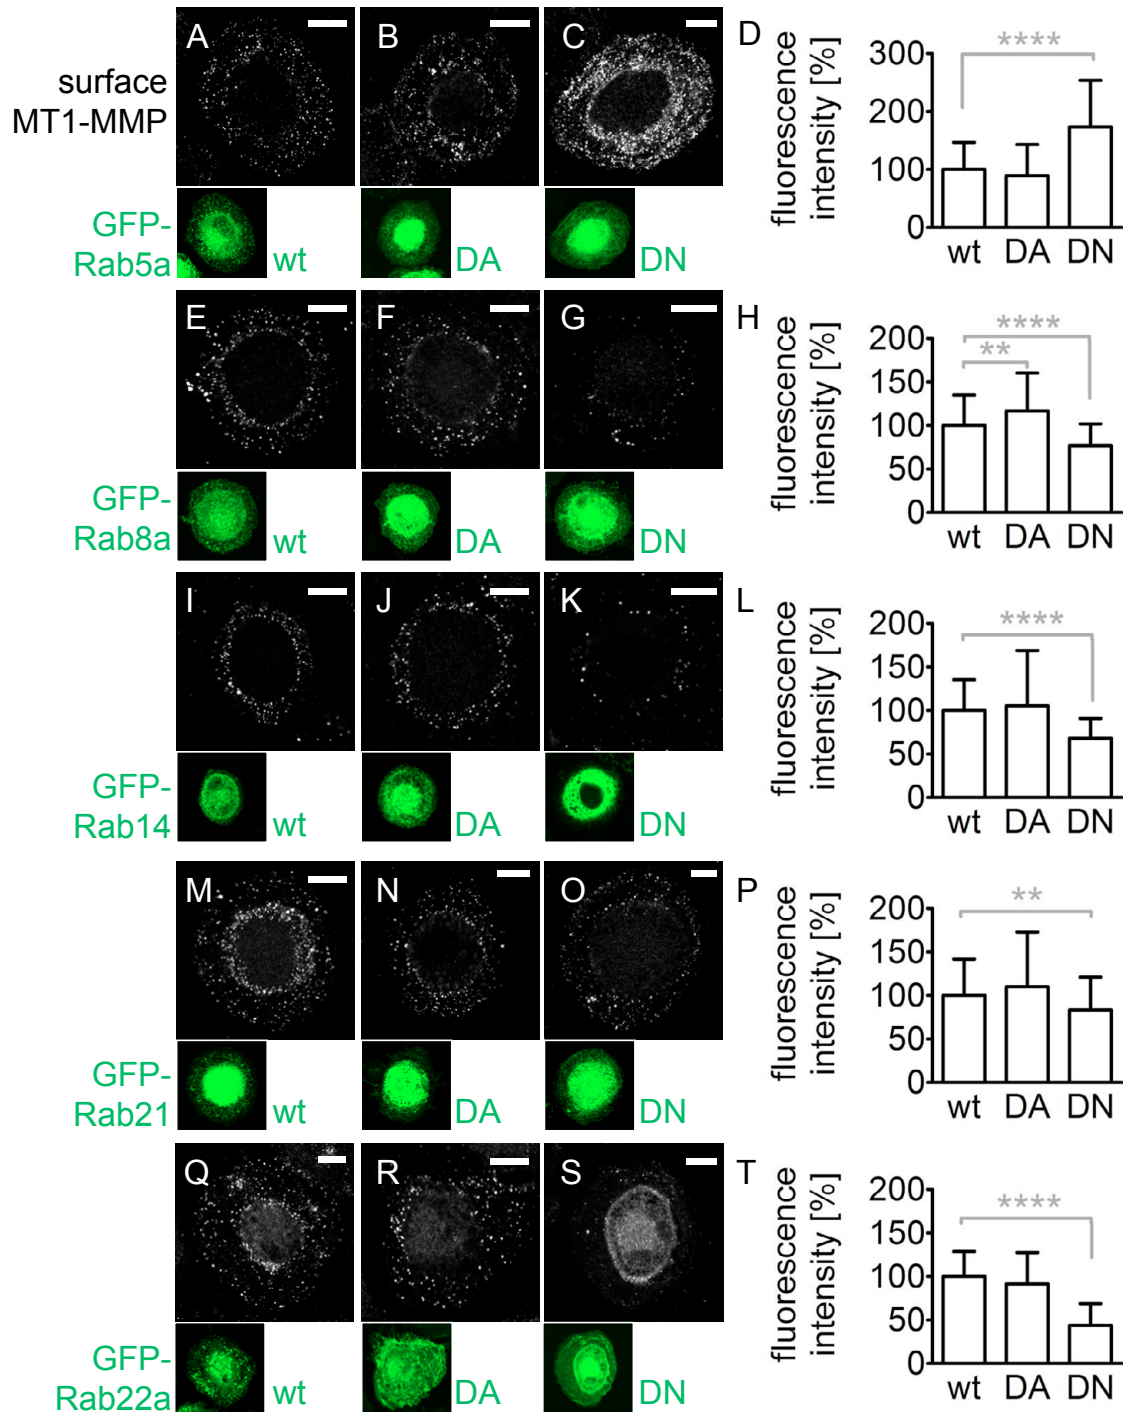 surface
MT1-MMP
A
B
C
D
fluorescence
intensity [%]
300
200
100
0
****
wt
DA
DN
GFP-
Rab5a
wt
DA
DN
E
F
G
H
fluorescence
intensity [%]
200
150
100
50
0
****
**
wt
DA
DN
GFP-
Rab8a
wt
DA
DN
I
J
K
L
fluorescence
intensity [%]
200
150
100
50
0
****
wt
DA
DN
GFP-
Rab14
wt
DA
DN
M
N
O
P
fluorescence
intensity [%]
200
150
100
50
0
**
wt
DA
DN
GFP-
Rab21
wt
DA
DN
Q
R
S
T
fluorescence
intensity [%]
200
150
100
50
0
****
wt
DA
DN
GFP-
Rab22a
wt
DA
DN